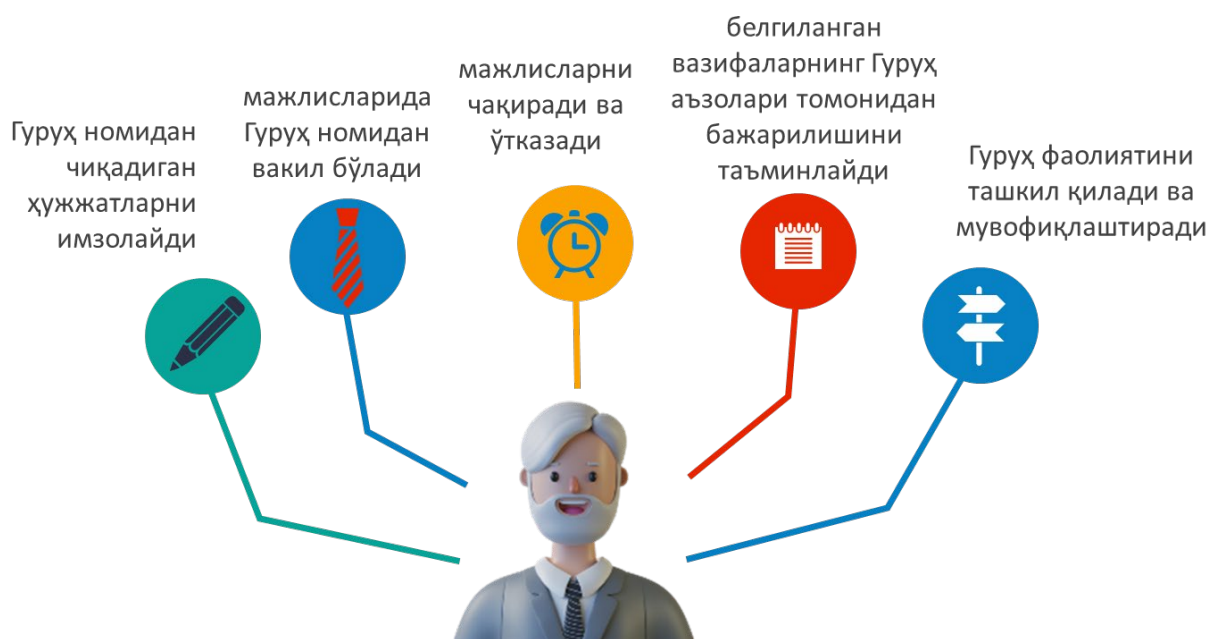 Гуруҳ номидан
чиқадиган
ҳужжатларни
имзолайди
мажлисларида
Гуруҳ номидан
вакил бўлади
мажлисларни
чақиради ва
ўтказади
белгиланган
вазифаларнинг Гуруҳ
аъзолари томонидан
бажарилишини
таъминлайди
Гуруҳ фаолиятини
ташкил қилади ва
мувофиқлаштиради